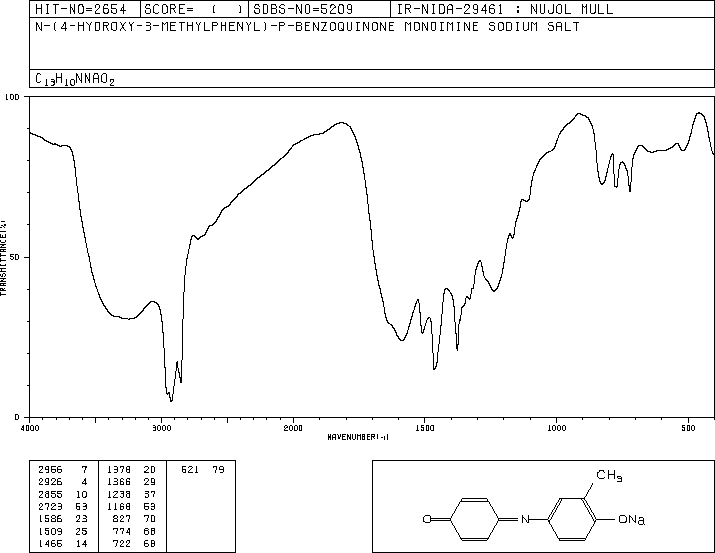 HIT-NO=2654 SCORE= ( ) SDBS-NO=5209 IR-NIDA-29461 : NUJOL MULL
N-(4-HYDROXY-3-METHYLPHENYL)-P-BENZOQUINONE MONOIMINE SODIUM SALT
C13H10NNAO2
100
50
0
TRANSMITTANCE(%)
4000 3000 2000 1500 1000 500
WAVENUMBER(-1)
2956 7 1378 20 521 79
2926 4 1366 29
2855 10 1238 37
2723 53 1168 53
1586 23 827 70
1509 25 774 68
1465 14 722 68
CH3
O N ONa